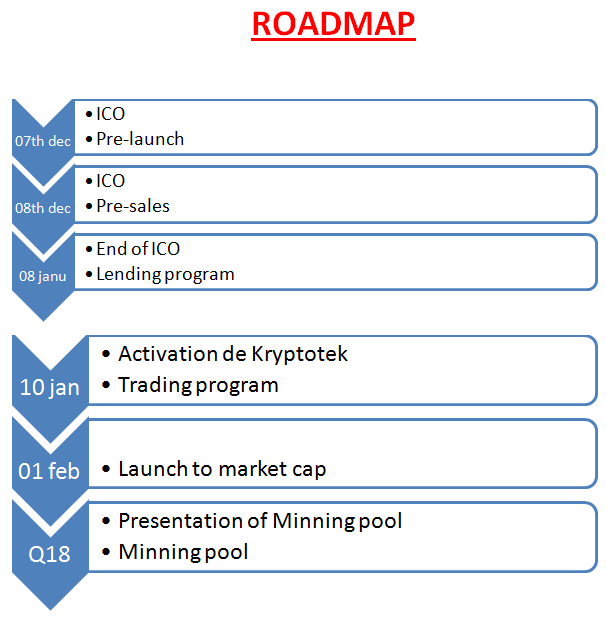 ROADMAP
07th dec
• ICO
• Pre-launch
08th dec
• ICO
• Pre-sales
08 janu
• End of ICO
• Lending program
10 jan
• Activation de Kryptotek
• Trading program
01 feb
• Launch to market cap
Q18
• Presentation of Minning pool
• Minning pool